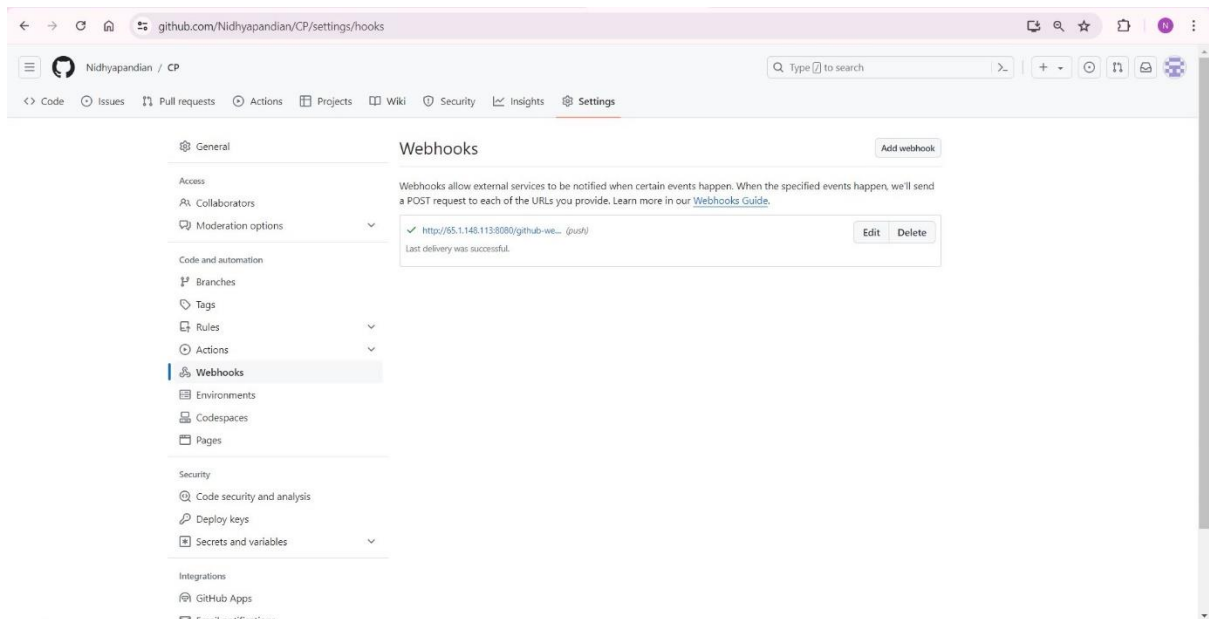 github.com/Nidhyapandian/CP/settings/hooks
N
Nidhyapandian / CP
Type / to search
Code Issues Pull requests Actions Projects Wiki Security Insights Settings
General
Access
Collaborators
Moderation options
Code and automation
Branches
Tags
Rules
Actions
Webhooks
Environments
Codespaces
Pages
Security
Code security and analysis
Deploy keys
Secrets and variables
Integrations
GitHub Apps
Email notifications
Webhooks
Add webhook
Webhooks allow external services to be notified when certain events happen. When the specified events happen, we'll send
a POST request to each of the URLs you provide. Learn more in our Webhooks Guide.
http://65.1.148.113:8080/github-we... (push)
Edit Delete
Last delivery was successful.